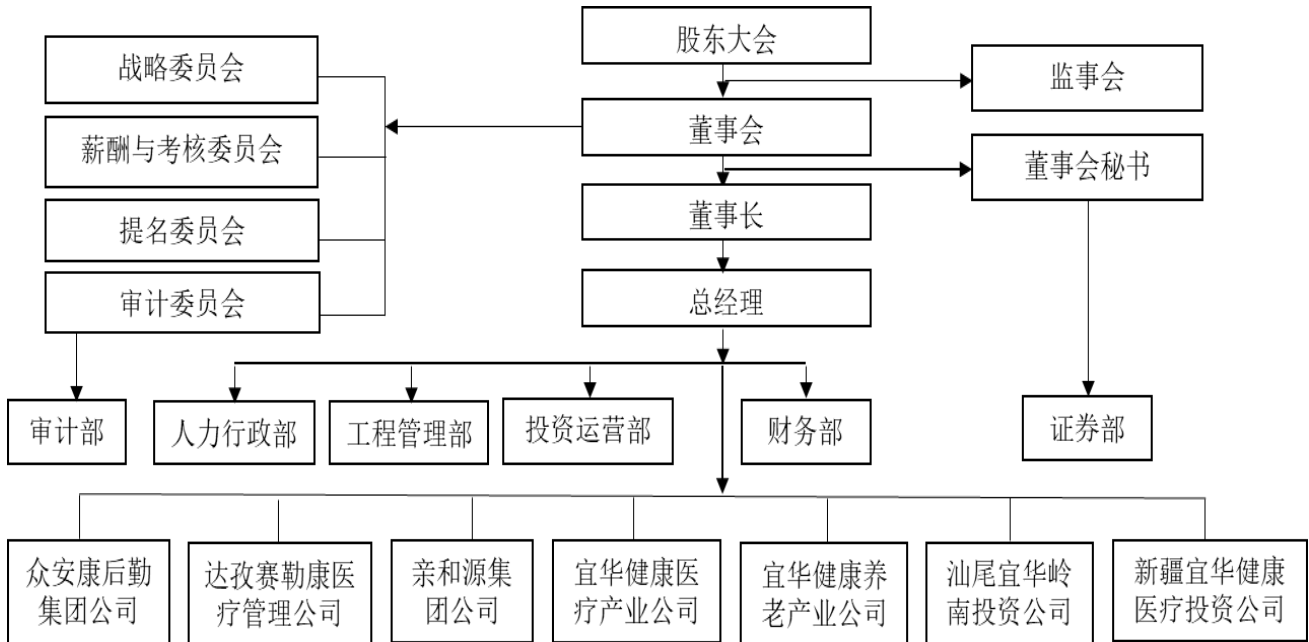 股东大会
战略委员会
监事会
董事会
薪酬与考核委员会
董事会秘书
董事长
提名委员会
审计委员会
总经理
审计部
人力行政部
工程管理部
投资运营部
财务部
证券部
众安康后勤
集团公司
达孜赛勒康医
疗管理公司
亲和源集
团公司
宜华健康医
疗产业公司
宜华健康养
老产业公司
汕尾宜华岭
南投资公司
新疆宜华健康
医疗投资公司